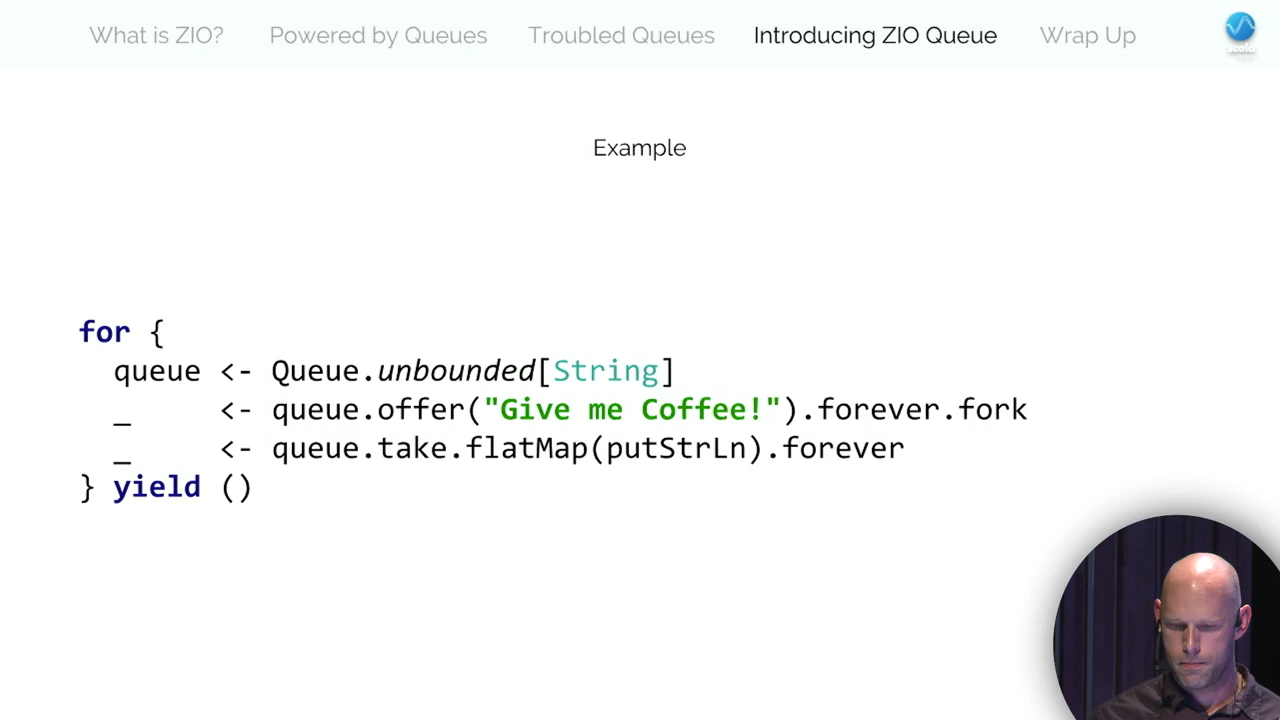 What is ZIO? Powered by Queues Troubled Queues Introducing ZIO Queue Wrap Up
scala
Example
for {
  queue <- Queue.unbounded[String]
  _     <- queue.offer("Give me Coffee!").forever.fork
  _     <- queue.take.flatMap(putStrLn).forever
} yield ()